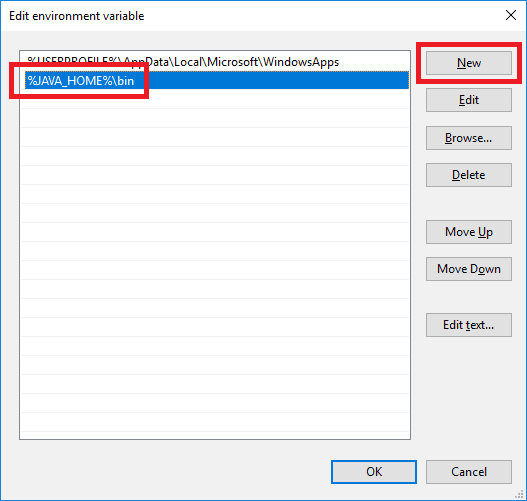 Edit environment variable
%USERPROFILE%\AppData\Local\Microsoft\WindowsApps
%JAVA_HOME%\bin
New
Edit
Browse...
Delete
Move Up
Move Down
Edit text...
OK
Cancel